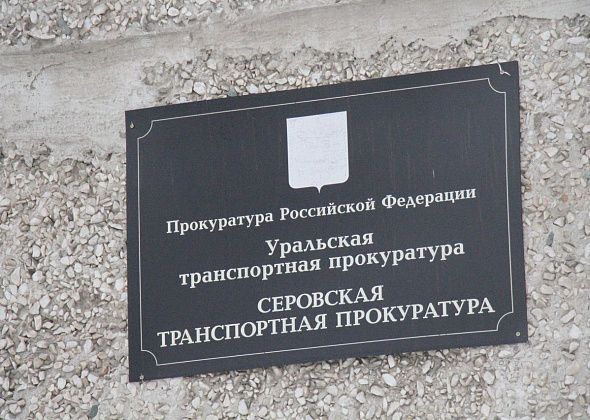 Прокуратура Российской Федерации
Уральская
транспортная прокуратура
СЕРОВСКАЯ
ТРАНСПОРТНАЯ ПРОКУРАТУРА